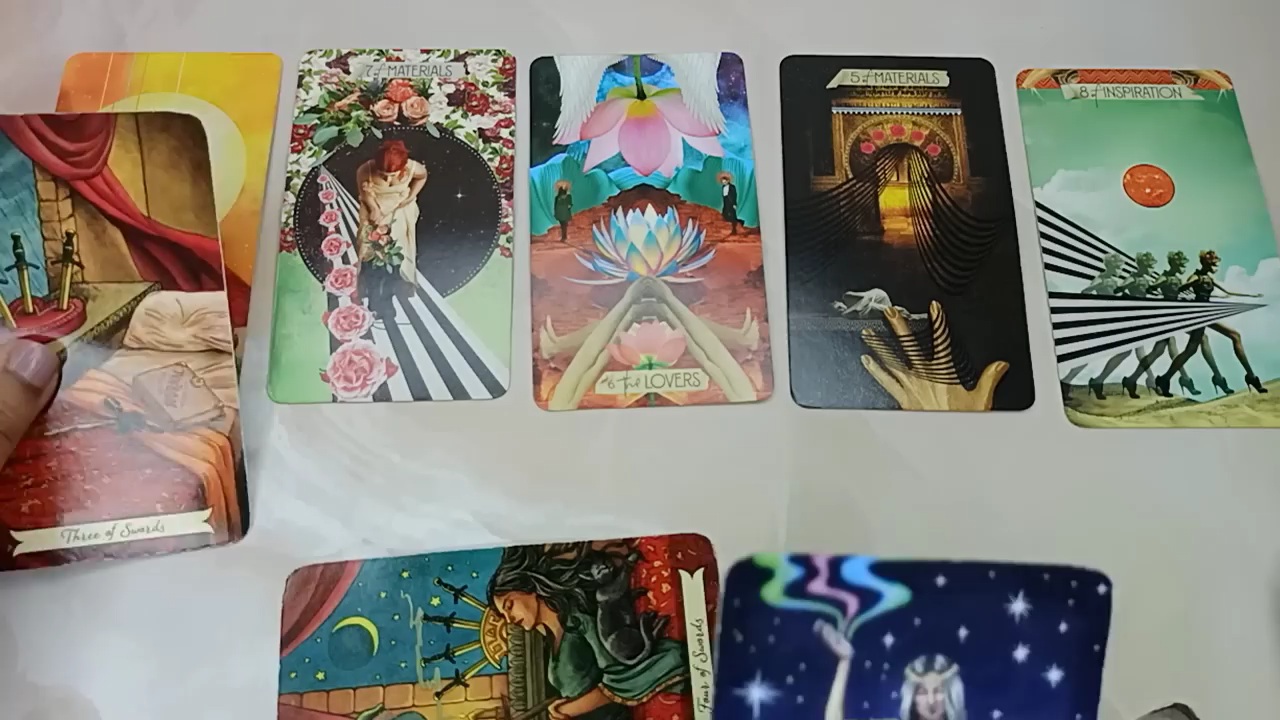 7 of MATERIALS
5 of MATERIALS
8 of INSPIRATION
6 the LOVERS
Three of Swords
Four of Swords